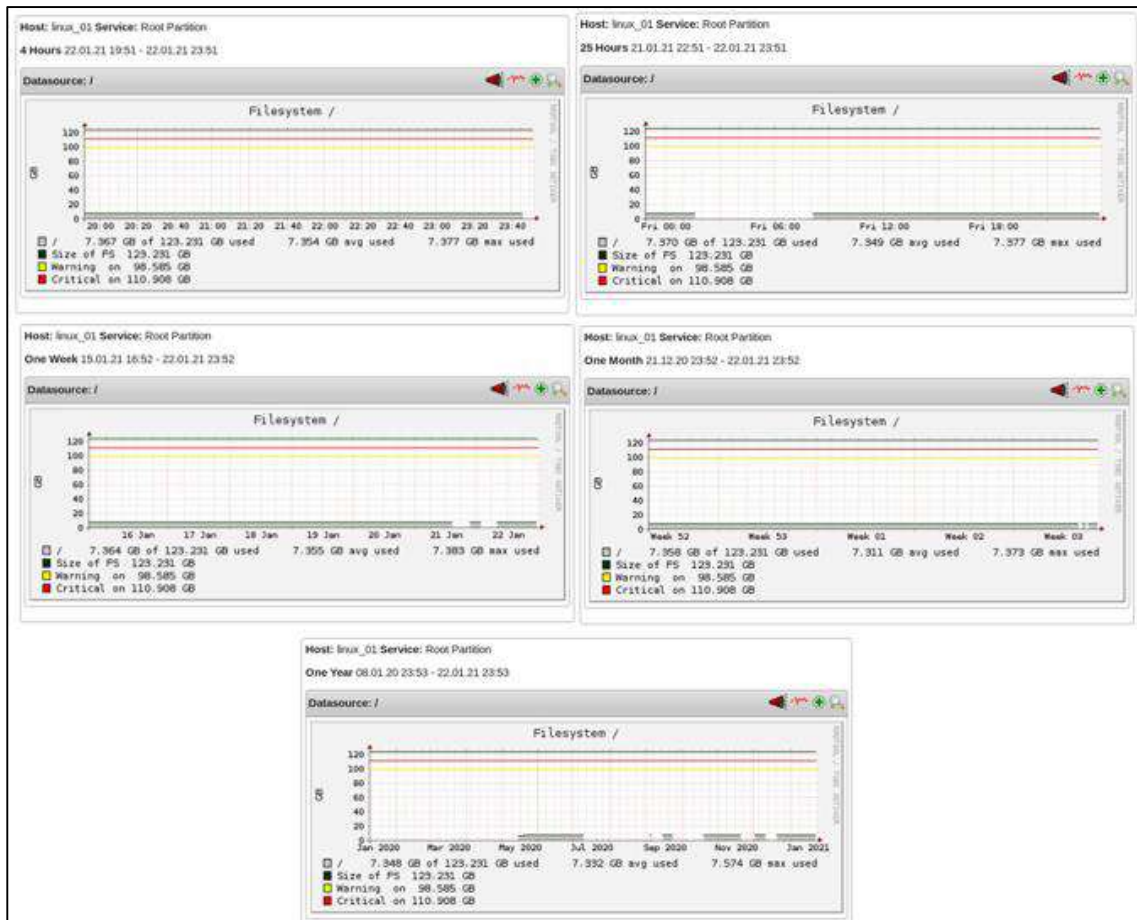 Host: linux_01 Service: Root Partition
4 Hours 22.01.21 19:51 - 22.01.21 23:51
Datasource: /
Filesystem /
GB
120
100
80
60
40
20
0
20:00 20:20 20:40 21:00 21:20 21:40 22:00 22:20 22:40 23:00 23:20 23:40
/ 7.367 GB of 123.231 GB used 7.354 GB avg used 7.377 GB max used
Size of FS 123.231 GB
Warning on 98.585 GB
Critical on 110.908 GB
Host: linux_01 Service: Root Partition
25 Hours 21.01.21 22:51 - 22.01.21 23:51
Datasource: /
Filesystem /
GB
120
100
80
60
40
20
0
Fri 00:00 Fri 06:00 Fri 12:00 Fri 18:00
/ 7.370 GB of 123.231 GB used 7.349 GB avg used 7.377 GB max used
Size of FS 123.231 GB
Warning on 98.585 GB
Critical on 110.908 GB
Host: linux_01 Service: Root Partition
One Week 15.01.21 16:52 - 22.01.21 23:52
Datasource: /
Filesystem /
GB
120
100
80
60
40
20
0
16 Jan 17 Jan 18 Jan 19 Jan 20 Jan 21 Jan 22 Jan
/ 7.364 GB of 123.231 GB used 7.355 GB avg used 7.383 GB max used
Size of FS 123.231 GB
Warning on 98.585 GB
Critical on 110.908 GB
Host: linux_01 Service: Root Partition
One Month 21.12.20 23:52 - 22.01.21 23:52
Datasource: /
Filesystem /
GB
120
100
80
60
40
20
0
Week 52 Week 53 Week 01 Week 02 Week 03
/ 7.358 GB of 123.231 GB used 7.311 GB avg used 7.373 GB max used
Size of FS 123.231 GB
Warning on 98.585 GB
Critical on 110.908 GB
Host: linux_01 Service: Root Partition
One Year 08.01.20 23:53 - 22.01.21 23:53
Datasource: /
Filesystem /
GB
120
100
80
60
40
20
0
Jan 2020 Mar 2020 May 2020 Jul 2020 Sep 2020 Nov 2020 Jan 2021
/ 7.348 GB of 123.231 GB used 7.332 GB avg used 7.574 GB max used
Size of FS 123.231 GB
Warning on 98.585 GB
Critical on 110.908 GB